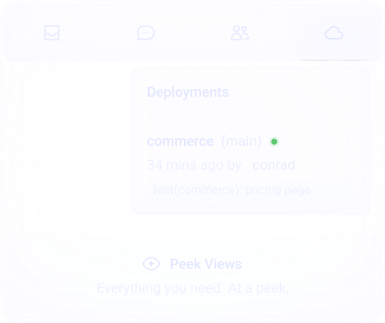 Deployments
commerce (main)
34 mins ago by conrad
feat(commerce): pricing page
Peek Views
Everything you need. At a peek.